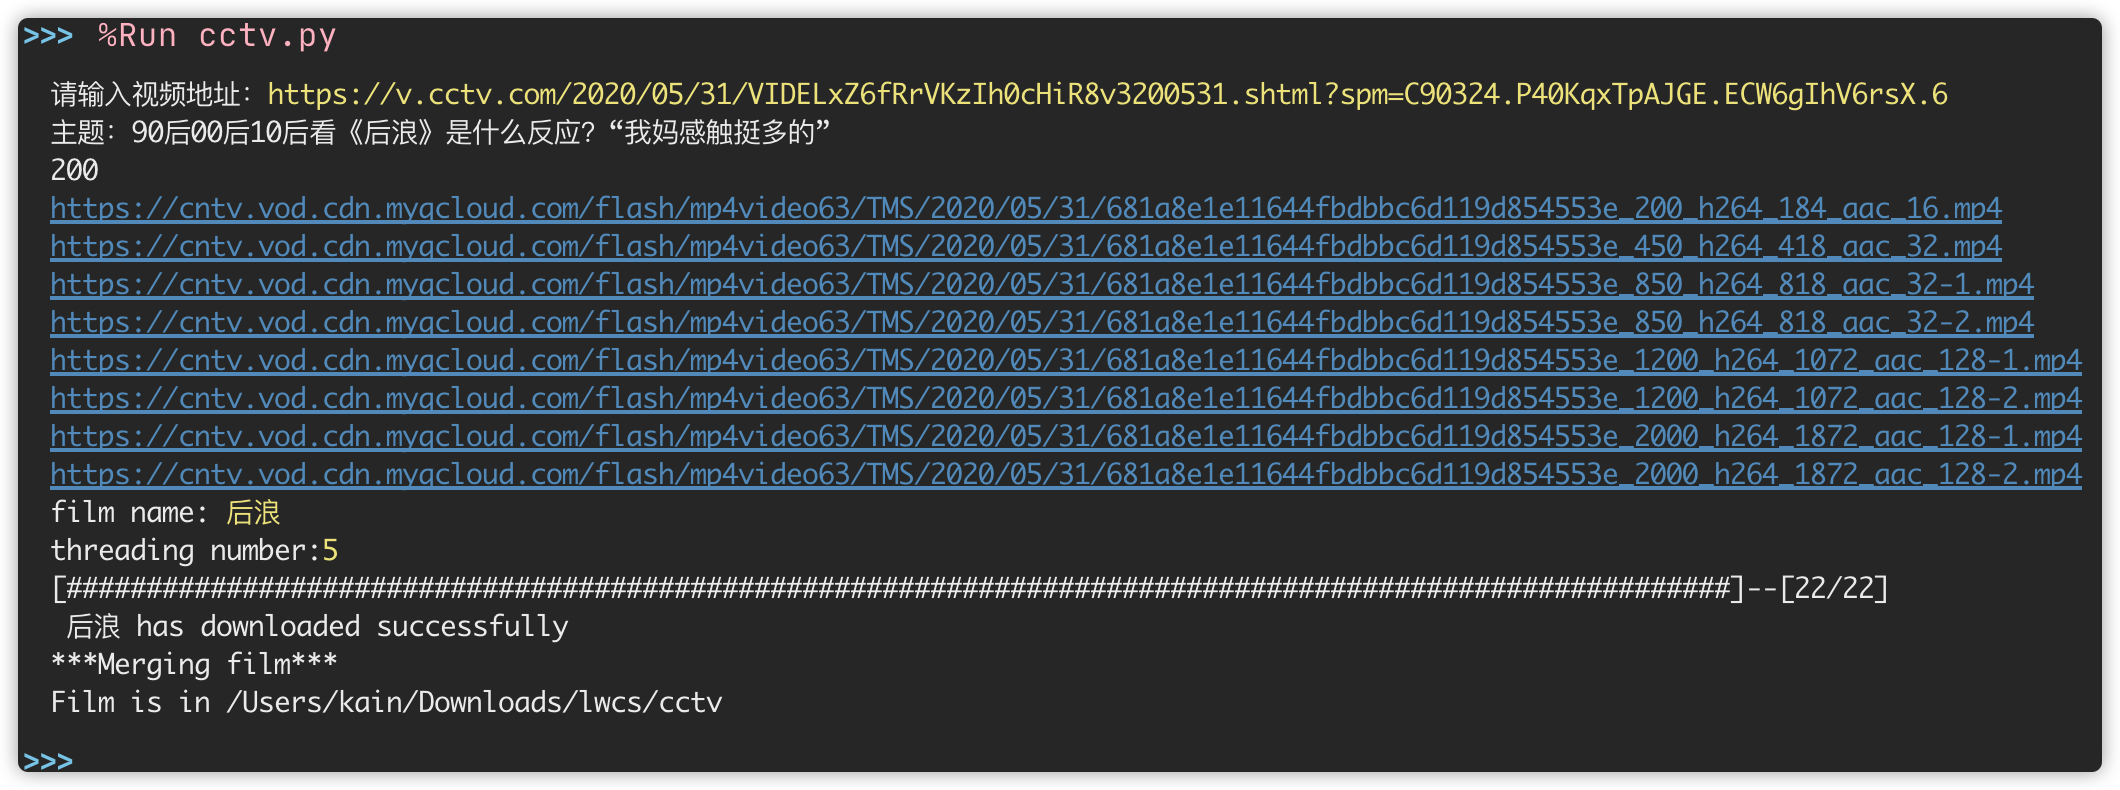 >>> %Run cctv.py
请输入视频地址：https://v.cctv.com/2020/05/31/VIDELxZ6fRrVKzIh0cHiR8v3200531.shtml?spm=C90324.P40KqxTpAJGE.ECW6gIhV6rsX.6
主题：90后00后10后看《后浪》是什么反应？“我妈感触挺多的”
200
https://cntv.vod.cdn.myqcloud.com/flash/mp4video63/TMS/2020/05/31/681a8e1e11644fbdbbc6d119d854553e_200_h264_184_aac_16.mp4
https://cntv.vod.cdn.myqcloud.com/flash/mp4video63/TMS/2020/05/31/681a8e1e11644fbdbbc6d119d854553e_450_h264_418_aac_32.mp4
https://cntv.vod.cdn.myqcloud.com/flash/mp4video63/TMS/2020/05/31/681a8e1e11644fbdbbc6d119d854553e_850_h264_818_aac_32-1.mp4
https://cntv.vod.cdn.myqcloud.com/flash/mp4video63/TMS/2020/05/31/681a8e1e11644fbdbbc6d119d854553e_850_h264_818_aac_32-2.mp4
https://cntv.vod.cdn.myqcloud.com/flash/mp4video63/TMS/2020/05/31/681a8e1e11644fbdbbc6d119d854553e_1200_h264_1072_aac_128-1.mp4
https://cntv.vod.cdn.myqcloud.com/flash/mp4video63/TMS/2020/05/31/681a8e1e11644fbdbbc6d119d854553e_1200_h264_1072_aac_128-2.mp4
https://cntv.vod.cdn.myqcloud.com/flash/mp4video63/TMS/2020/05/31/681a8e1e11644fbdbbc6d119d854553e_2000_h264_1872_aac_128-1.mp4
https://cntv.vod.cdn.myqcloud.com/flash/mp4video63/TMS/2020/05/31/681a8e1e11644fbdbbc6d119d854553e_2000_h264_1872_aac_128-2.mp4
film name: 后浪
threading number:5
[########################################################################################################]--[22/22]
后浪 has downloaded successfully
***Merging film***
Film is in /Users/kain/Downloads/lwcs/cctv
>>>